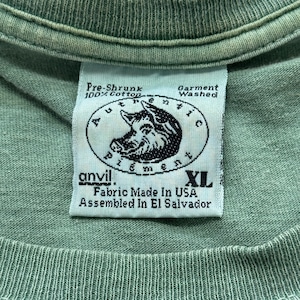 Pre-Shrunk Garment
100% Cotton Washed
Authentic
Pigment
anvil. XL
Fabric Made In USA
Assembled In El Salvador